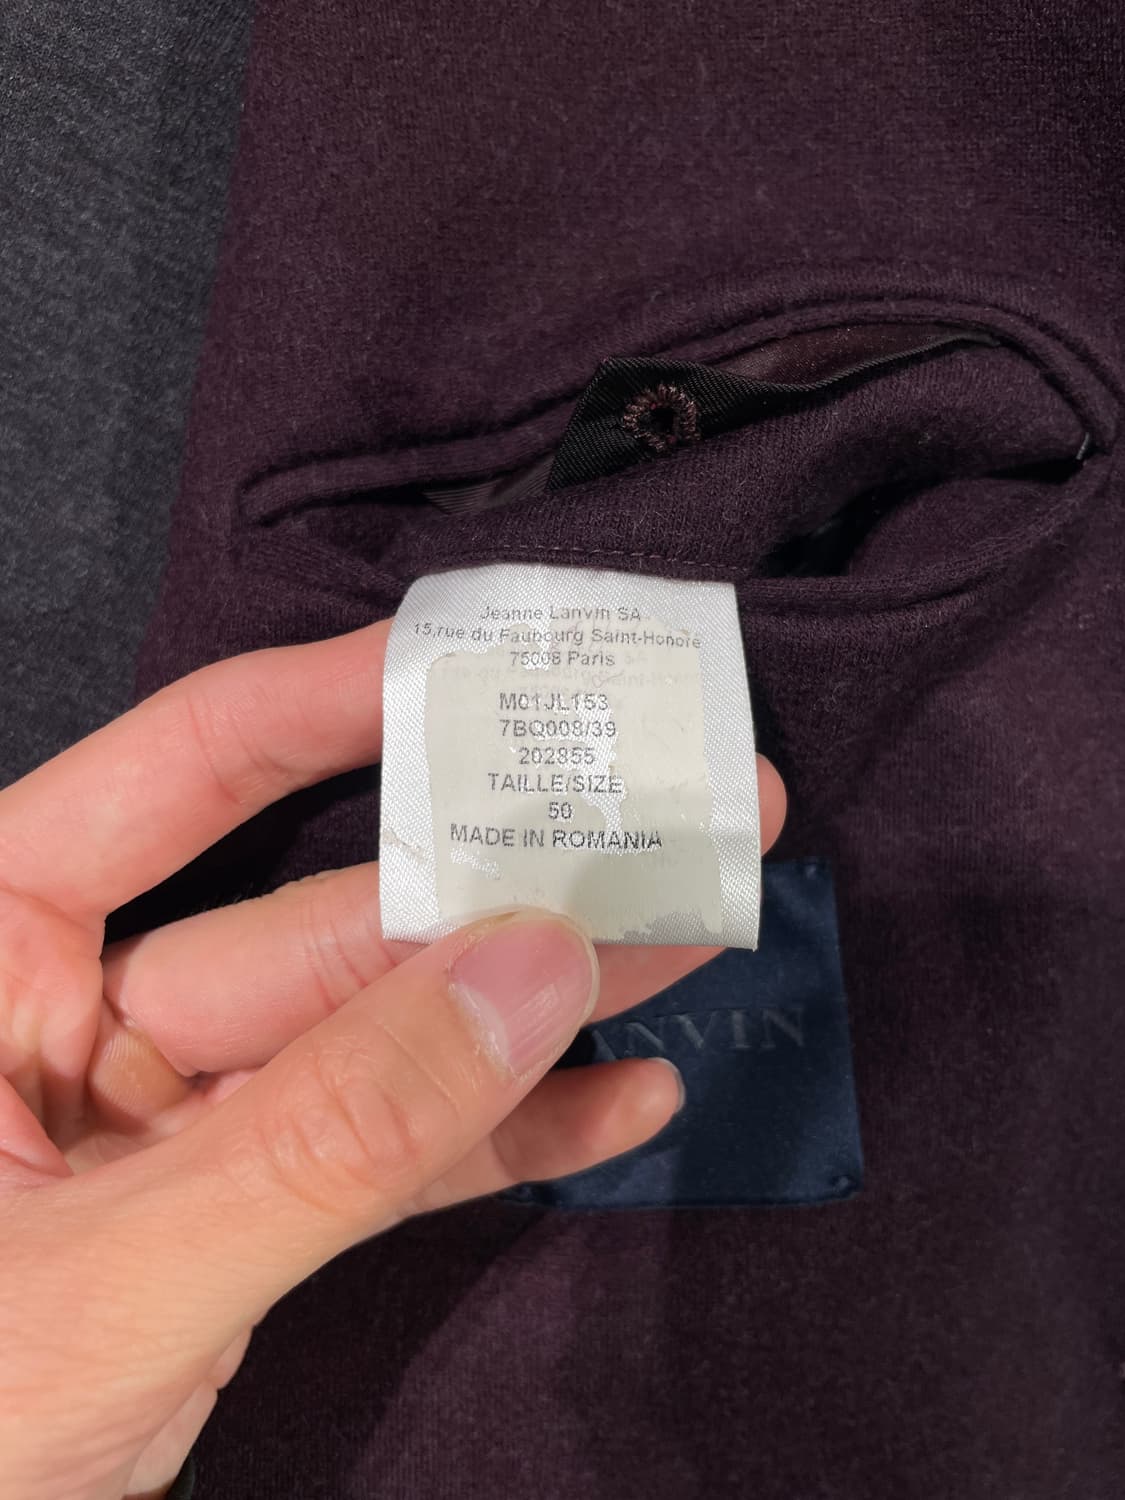 Jeanne Lanvin SA
15,rue du Faubourg Saint-Honore
75008 Paris
M01JL153
7BQ008/39
202855
TAILLE/SIZE
50
MADE IN ROMANIA
ANVIN